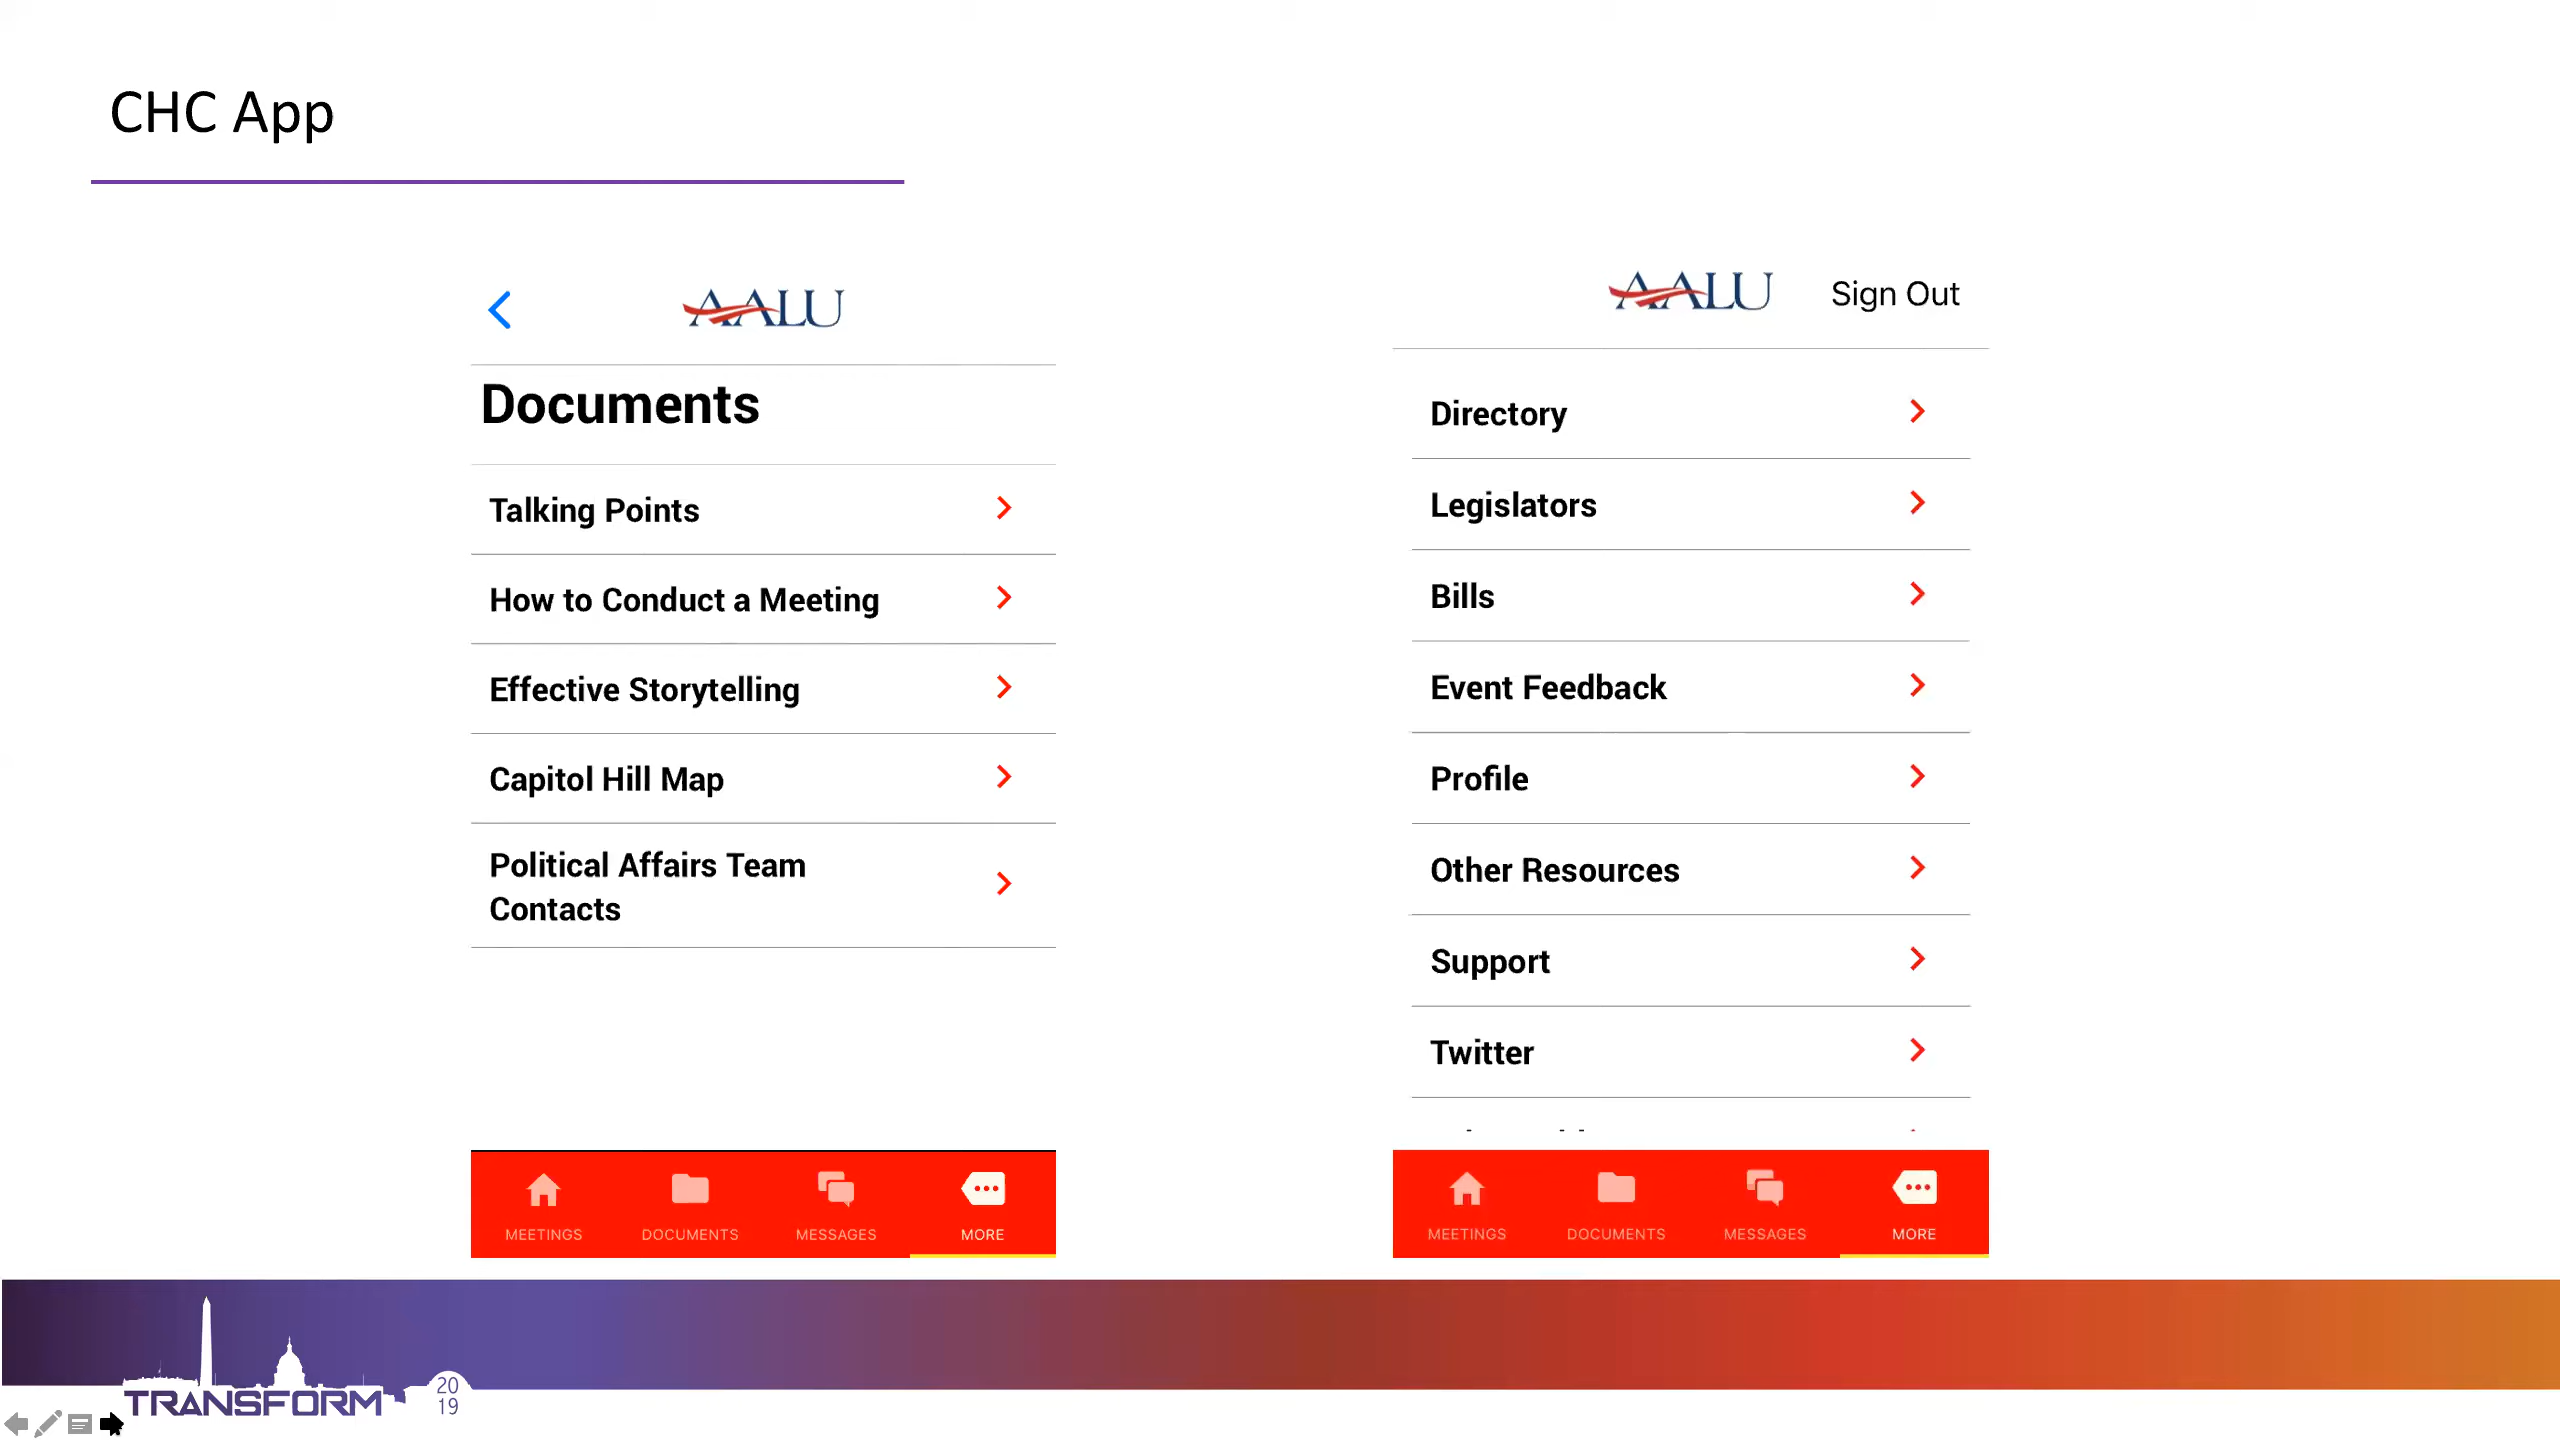 CHC App
AALU
Documents
Talking Points
How to Conduct a Meeting
Effective Storytelling
Capitol Hill Map
Political Affairs Team
Contacts
MEETINGS
DOCUMENTS
MESSAGES
MORE
AALU
Sign Out
Directory
Legislators
Bills
Event Feedback
Profile
Other Resources
Support
Twitter
MEETINGS
DOCUMENTS
MESSAGES
MORE
TRANSFORM
20
19